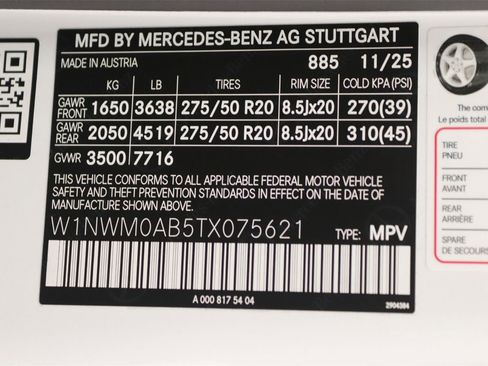 MFD BY MERCEDES-BENZ AG STUTTGART
MADE IN AUSTRIA 885 11/25
KG LB TIRES RIM SIZE COLD KPA(PSI)
GAWR FRONT 1650 3638 275/50 R20 8.5Jx20 270(39)
GAWR REAR 2050 4519 275/50 R20 8.5Jx20 310(45)
GVWR 3500 7716
THIS VEHICLE CONFORMS TO ALL APPLICABLE FEDERAL MOTOR VEHICLE
SAFETY AND THEFT PREVENTION STANDARDS IN EFFECT ON THE DATE OF
MANUFACTURE SHOWN ABOVE.
W1NWM0AB5TX075621 TYPE: MPV
A 000 817 54 04
2904384
The com
Le poids total
TIRE
PNEU
FRONT
AVANT
REAR
ARRIÈRE
SPARE
DE SECOURS